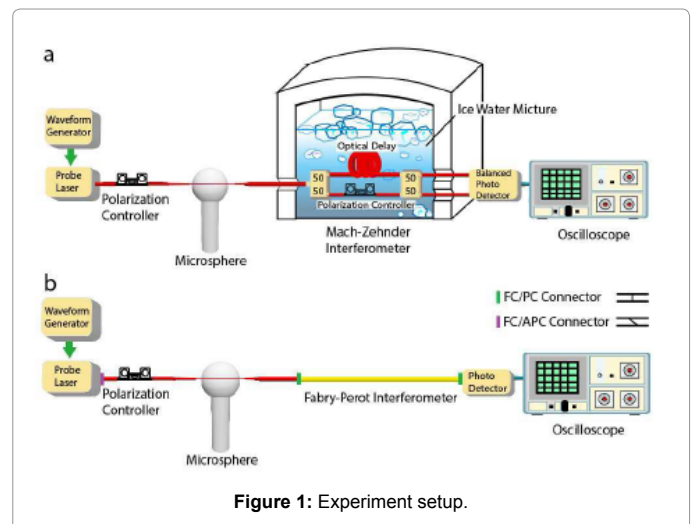 a
Waveform
Generator
Probe
Laser
Polarization
Controller
Microsphere
Optical Delay
50
50
50
50
Polarization Controller
Ice Water Micture
Mach-Zehnder
Interferometer
Balanced
Photo
Detector
Oscilloscope
b
Waveform
Generator
Probe
Laser
Polarization
Controller
Microsphere
Fabry-Perot Interferometer
FC/PC Connector
FC/APC Connector
Photo
Detector
Oscilloscope
Figure 1: Experiment setup.